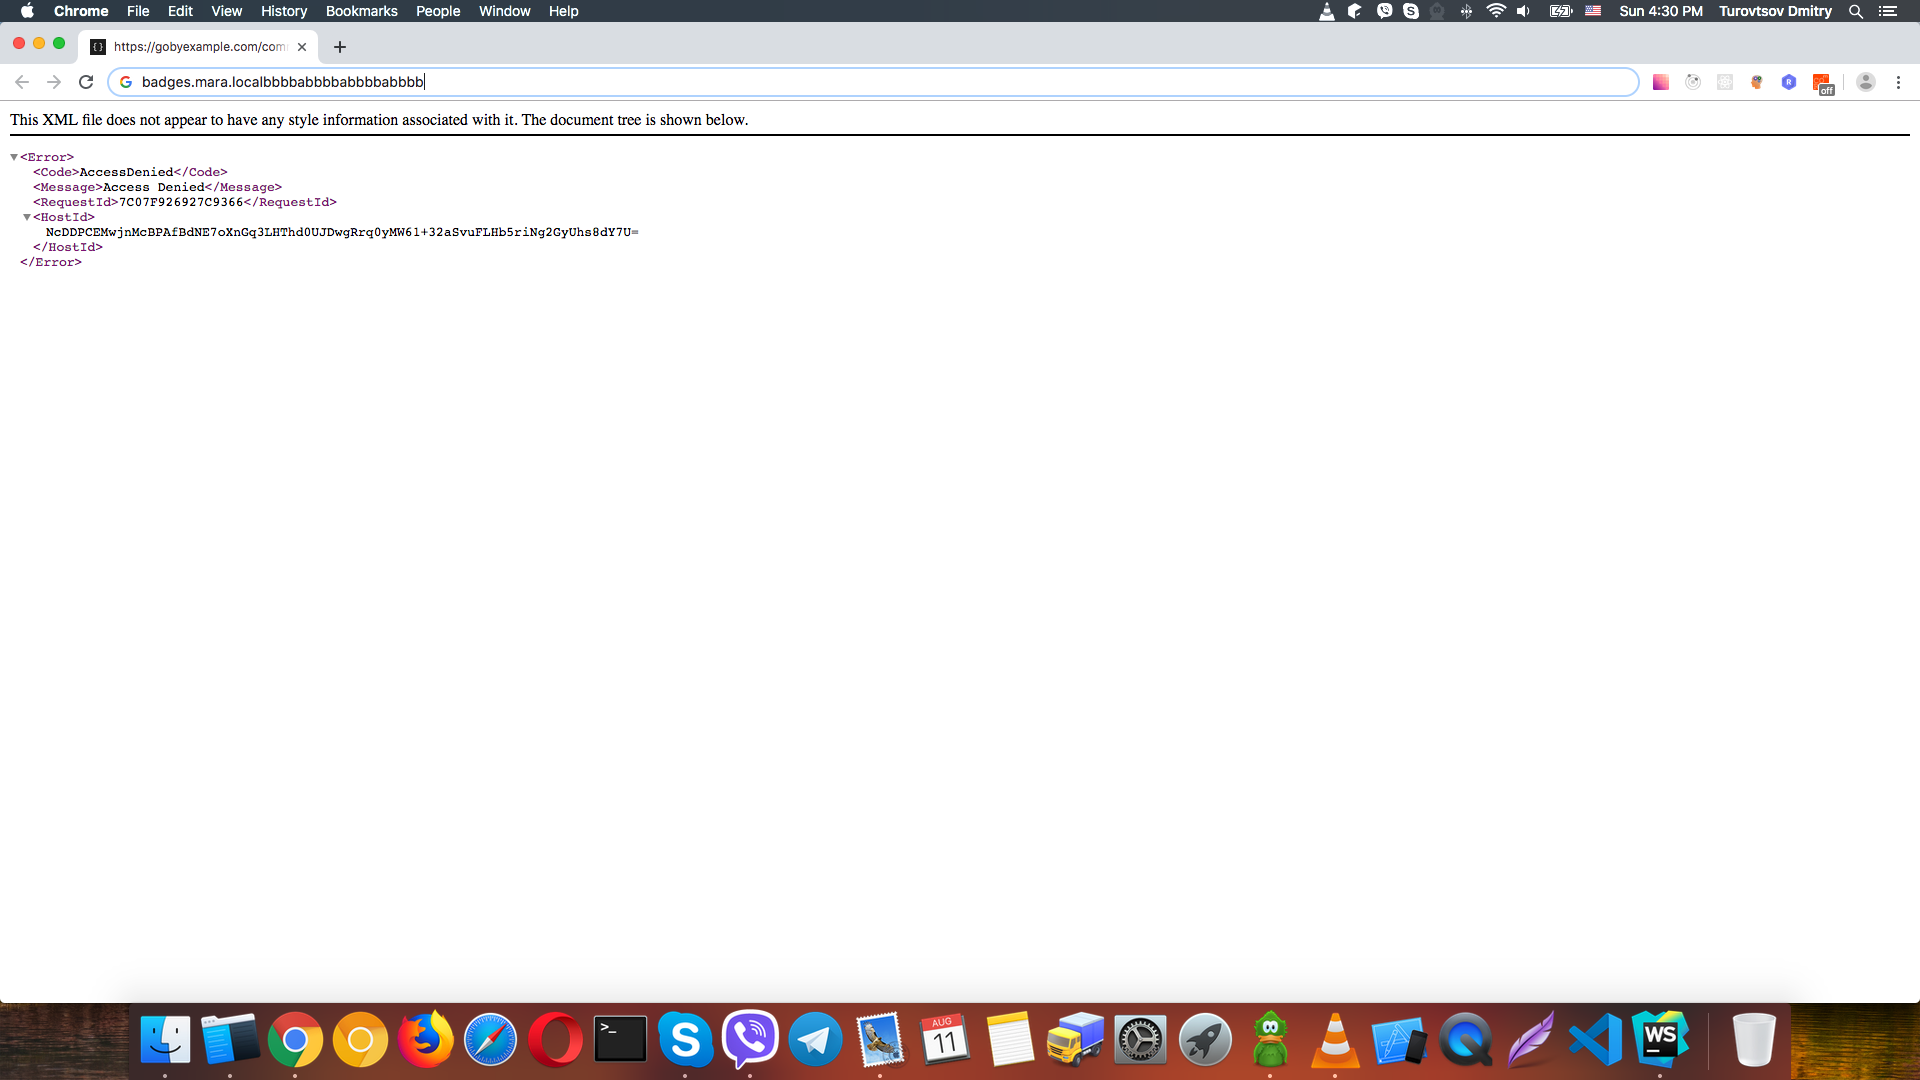 Chrome File Edit View History Bookmarks People Window Help Sun 4:30 PM Turovtsov Dmitry
https://gobyexample.com/com
badges.mara.localbbbbabbbbabbbbabbbb
off
This XML file does not appear to have any style information associated with it. The document tree is shown below.
<Error>
<Code>AccessDenied</Code>
<Message>Access Denied</Message>
<RequestId>7C07F926927C9366</RequestId>
<HostId>
NcDDPCEMwjnMcBPAfBdNE7oXnGq3LHThd0UJDwgRrq0yMW61+32aSvuFLHb5riNg2GyUhs8dY7U=
</HostId>
</Error>
AUG
11
WS